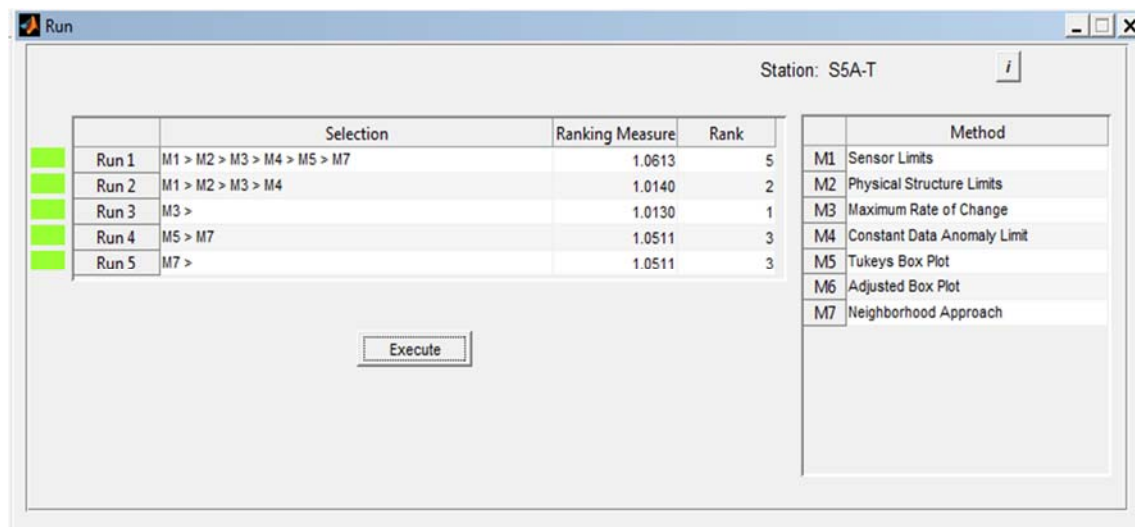 Run
Station: S5A-T
i
Selection Ranking Measure Rank
Run 1 M1 > M2 > M3 > M4 > M5 > M7 1.0613 5
Run 2 M1 > M2 > M3 > M4 1.0140 2
Run 3 M3 > 1.0130 1
Run 4 M5 > M7 1.0511 3
Run 5 M7 > 1.0511 3
Method
M1 Sensor Limits
M2 Physical Structure Limits
M3 Maximum Rate of Change
M4 Constant Data Anomaly Limit
M5 Tukeys Box Plot
M6 Adjusted Box Plot
M7 Neighborhood Approach
Execute